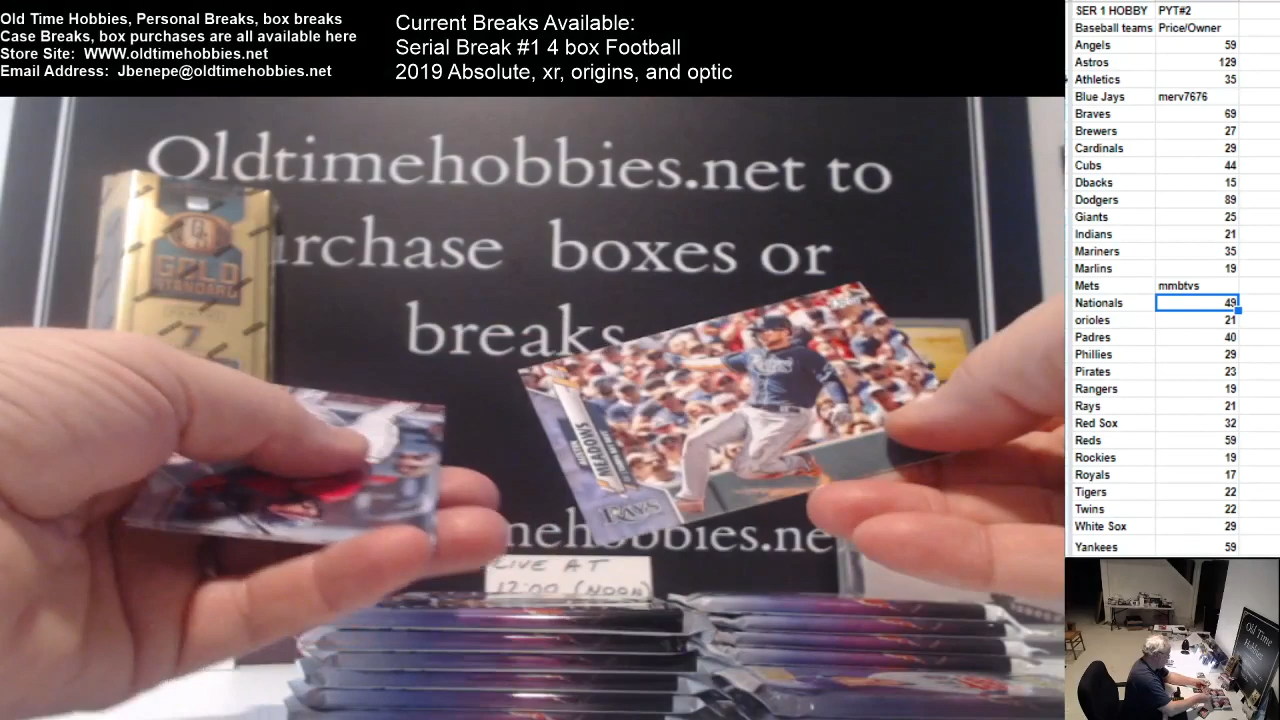 Old Time Hobbies, Personal Breaks, box breaks
Case Breaks, box purchases are all available here
Store Site:  WWW.oldtimehobbies.net
Email Address:  Jbenepe@oldtimehobbies.net
Current Breaks Available:
Serial Break #1 4 box Football
2019 Absolute, xr, origins, and optic
SER 1 HOBBY PYT#2
Baseball teams Price/Owner
Angels 59
Astros 129
Athletics 35
Blue Jays merv7676
Braves 69
Brewers 27
Cardinals 29
Cubs 44
Dbacks 15
Dodgers 89
Giants 25
Indians 21
Mariners 35
Marlins 19
Mets mmbtvs
Nationals 49
orioles 21
Padres 40
Phillies 29
Pirates 23
Rangers 19
Rays 21
Red Sox 32
Reds 59
Rockies 19
Royals 17
Tigers 22
Twins 22
White Sox 29
Yankees 59
Oldtimehobbies.net to
urchase boxes or
breaks
GOLD
STANDARD
MEADOWS
RAYS
mehobbies.ne
LIVE AT
12:00 (NOON)
Old Time